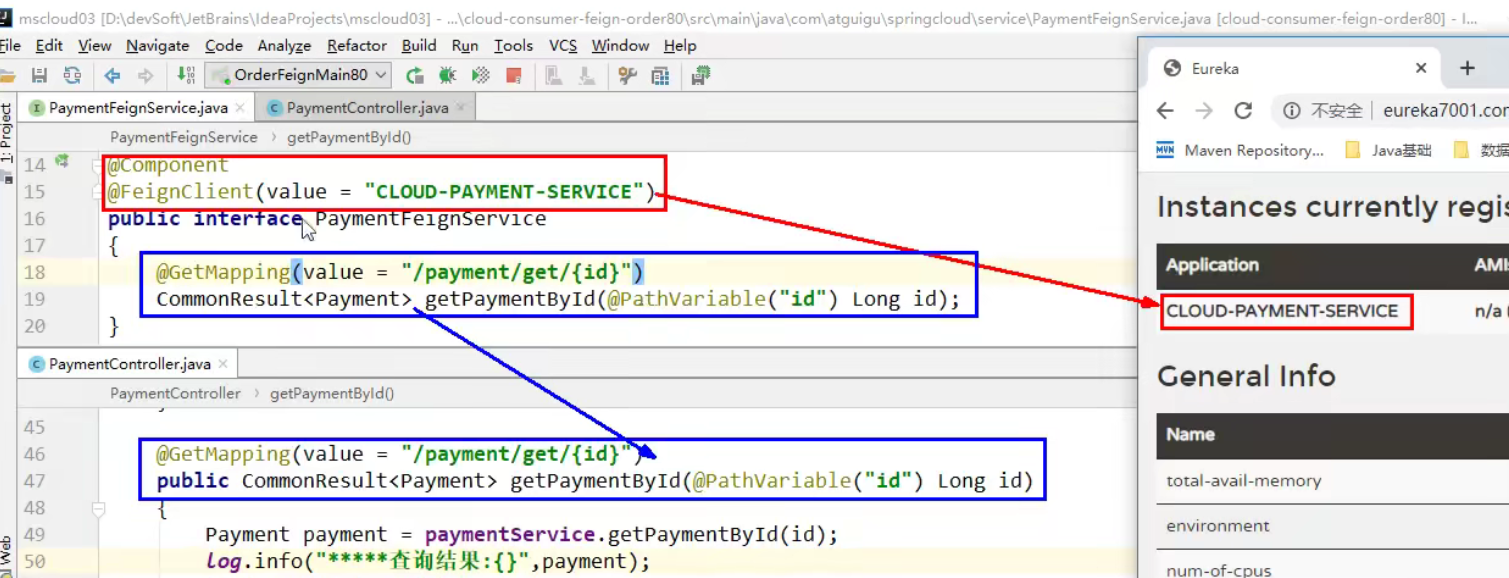 mscloud03 [D:\devSoft\JetBrains\IdeaProjects\mscloud03] - ...\cloud-consumer-feign-order80\src\main\java\com\atguigu\springcloud\service\PaymentFeignService.java [cloud-consumer-feign-order80] - I...
File Edit View Navigate Code Analyze Refactor Build Run Tools VCS Window Help
OrderFeignMain80
PaymentFeignService.java
PaymentController.java
1: Project
PaymentFeignService › getPaymentById()
14 @Component
15 @FeignClient(value = "CLOUD-PAYMENT-SERVICE")
16 public interface PaymentFeignService
17 {
18 @GetMapping(value = "/payment/get/{id}")
19 CommonResult<Payment> getPaymentById(@PathVariable("id") Long id);
20 }
PaymentController.java
PaymentController › getPaymentById()
45
46 @GetMapping(value = "/payment/get/{id}")
47 public CommonResult<Payment> getPaymentById(@PathVariable("id") Long id)
48 {
49 Payment payment = paymentService.getPaymentById(id);
50 log.info("*****查询结果:{}",payment);
Web
Eureka
不安全 | eureka7001.com
Maven Repository... Java基础 数据
Instances currently regis
Application AMIs
CLOUD-PAYMENT-SERVICE n/a
General Info
Name
total-avail-memory
environment
num-of-cpus